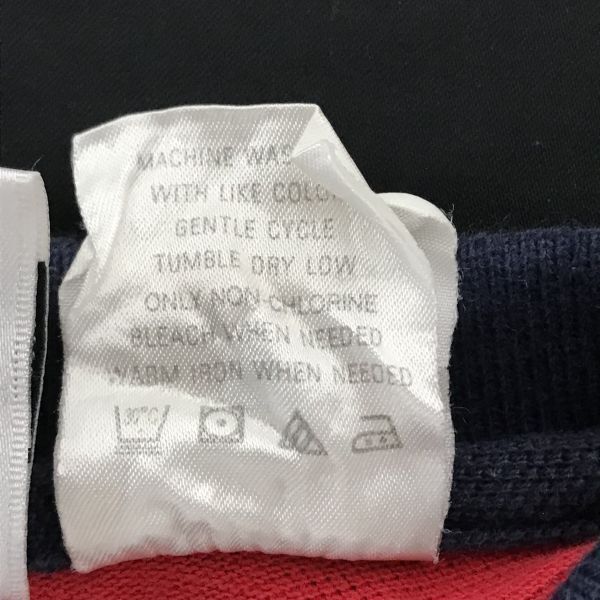 MACHINE WAS
WITH LIKE COLO
GENTLE CYCLE
TUMBLE DRY LOW
ONLY NON-CHLORINE
BLEACH WHEN NEEDED
WARM IRON WHEN NEEDED
30°C